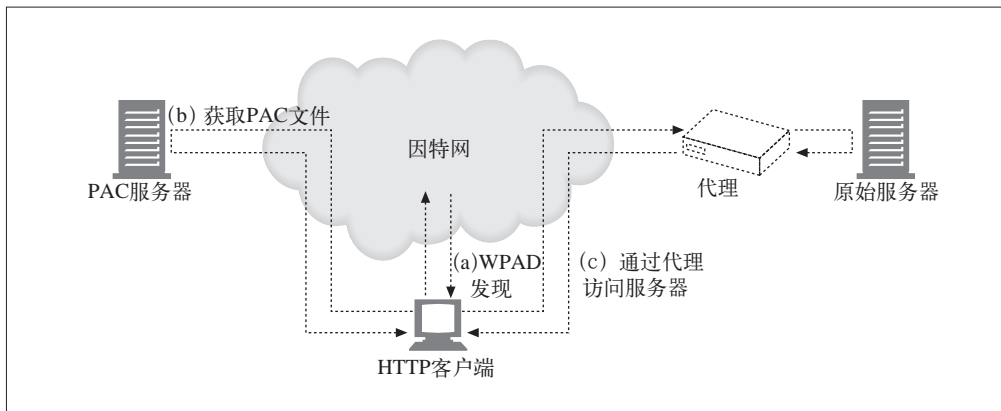 (b) 获取PAC文件
因特网
PAC服务器
代理
原始服务器
(a)WPAD
发现
(c) 通过代理
访问服务器
HTTP客户端